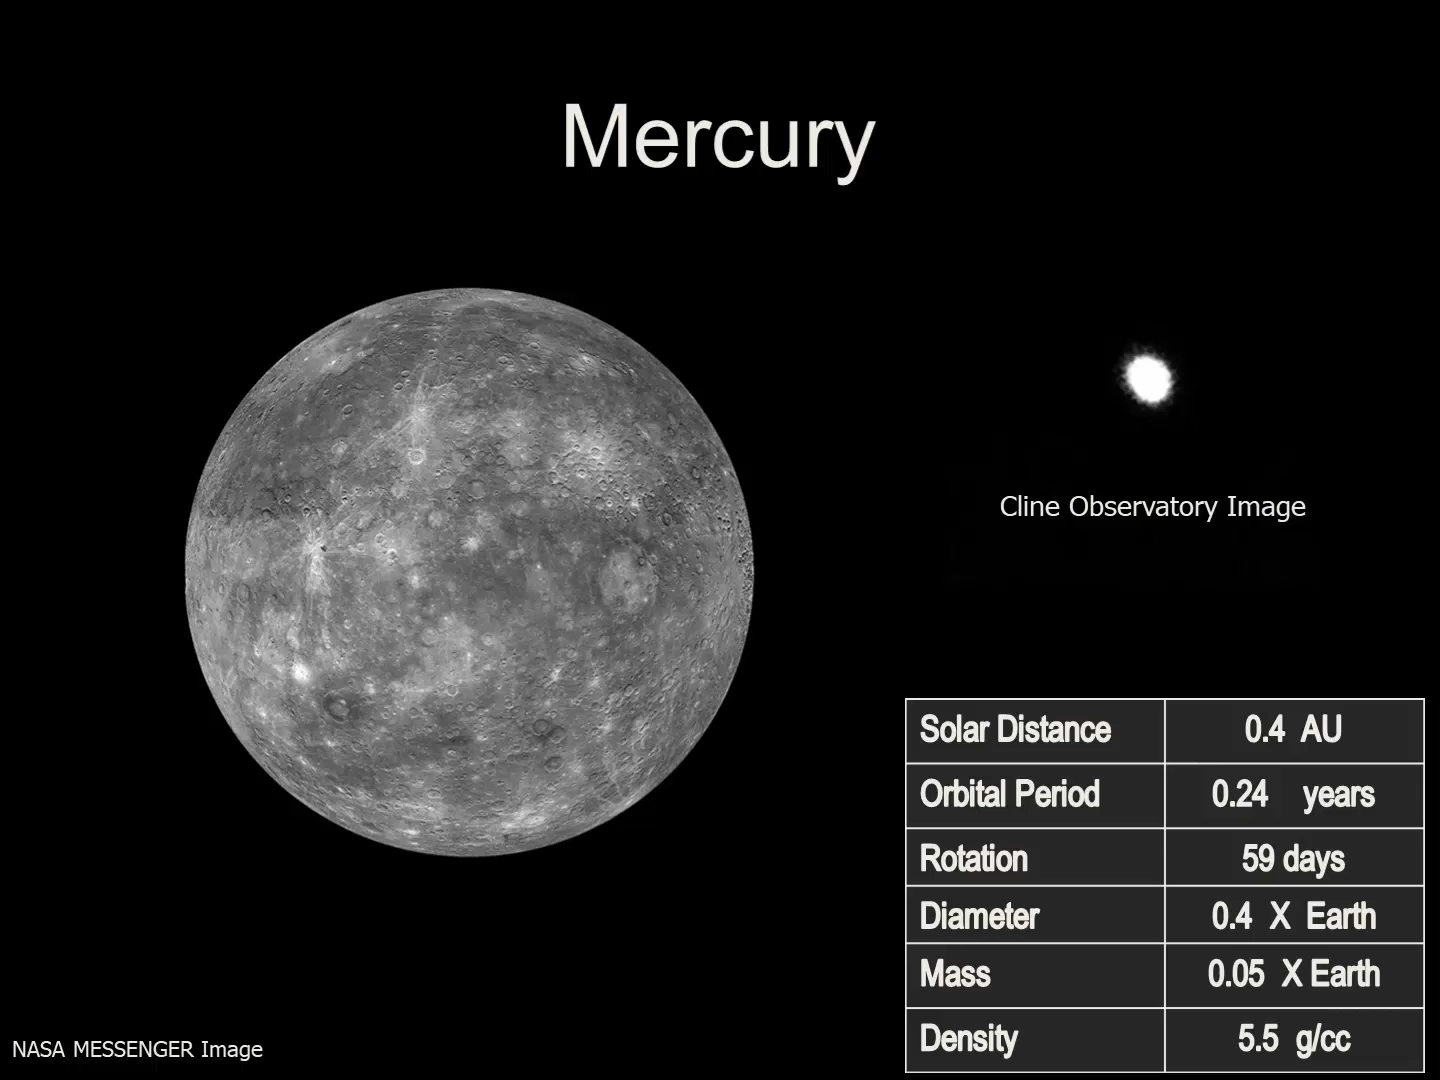 Mercury
Cline Observatory Image
Solar Distance 0.4 AU
Orbital Period 0.24 years
Rotation 59 days
Diameter 0.4 X Earth
Mass 0.05 X Earth
Density 5.5 g/cc
NASA MESSENGER Image